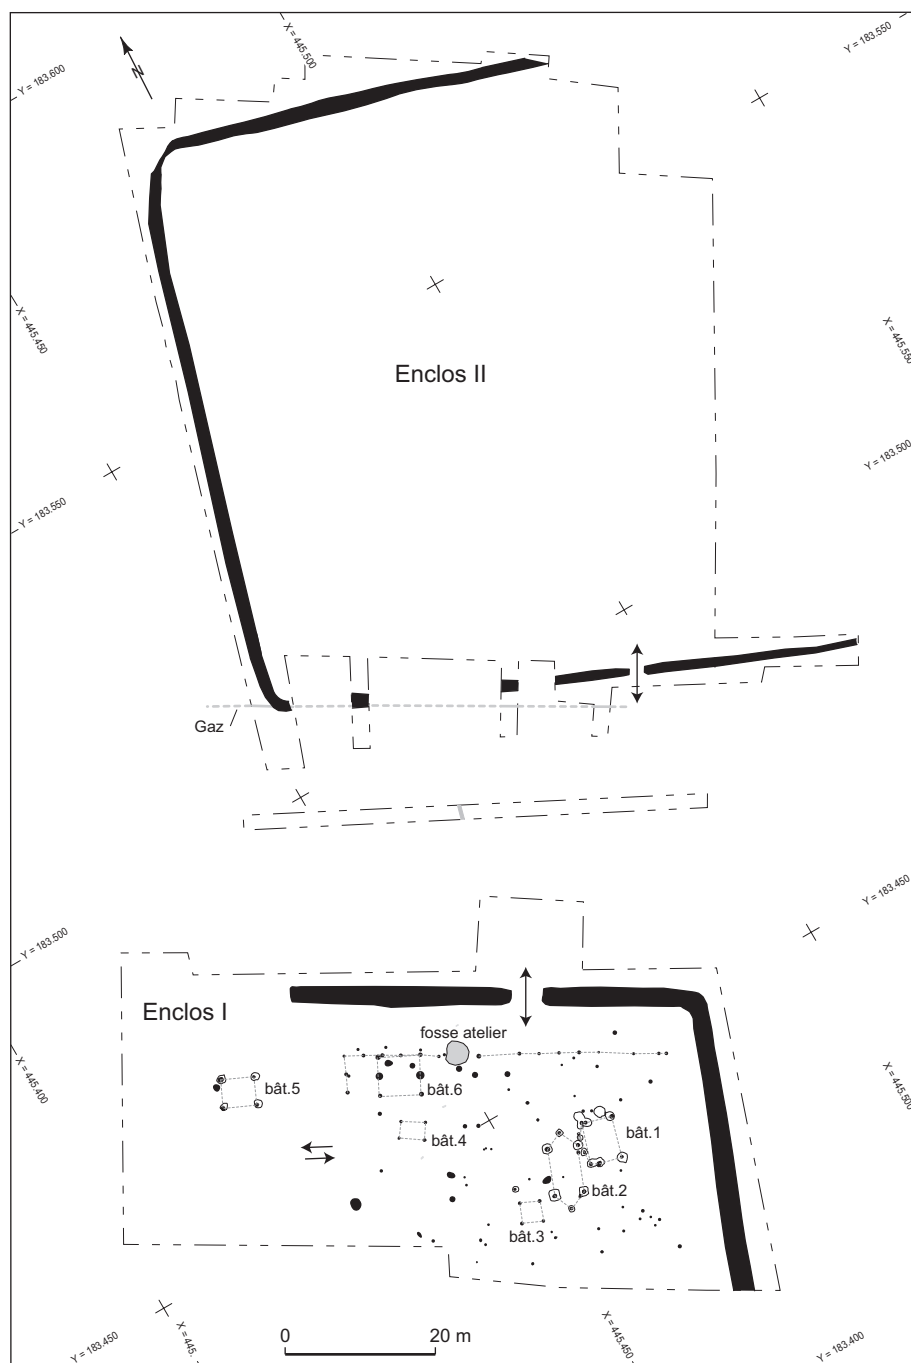 X = 445.500
Y = 183.550
Y = 183.600
N
X = 445.450
X = 445.550
Enclos II
Y = 183.500
Y = 183.550
Gaz
Y = 183.450
Y = 183.500
Enclos I
fosse atelier
X = 445.400
X = 445.500
bât.5
bât.6
bât.4
bât.1
bât.2
bât.3
0
20 m
Y = 183.450
X = 445.
X = 445.450
Y = 183.400